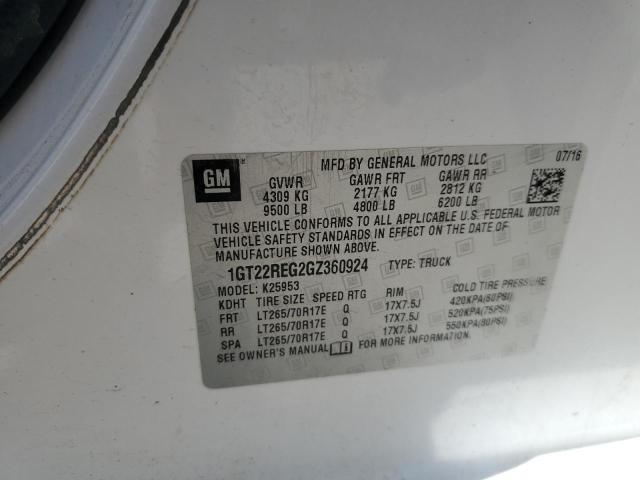 GM
MFD BY GENERAL MOTORS LLC 07/16
GVWR GAWR FRT GAWR RR
4309 KG 2177 KG 2812 KG
9500 LB 4800 LB 6200 LB
THIS VEHICLE CONFORMS TO ALL APPLICABLE U.S. FEDERAL MOTOR
VEHICLE SAFETY STANDARDS IN EFFECT ON THE DATE OF
MANUFACTURE SHOWN ABOVE.
1GT22REG2GZ360924 TYPE: TRUCK
MODEL: K25953
KDHT TIRE SIZE SPEED RTG RIM COLD TIRE PRESSURE
FRT LT265/70R17E Q 17X7.5J 420KPA(60PSI)
RR LT265/70R17E Q 17X7.5J 520KPA(75PSI)
SPA LT265/70R17E Q 17X7.5J 550KPA(80PSI)
SEE OWNER'S MANUAL FOR MORE INFORMATION.